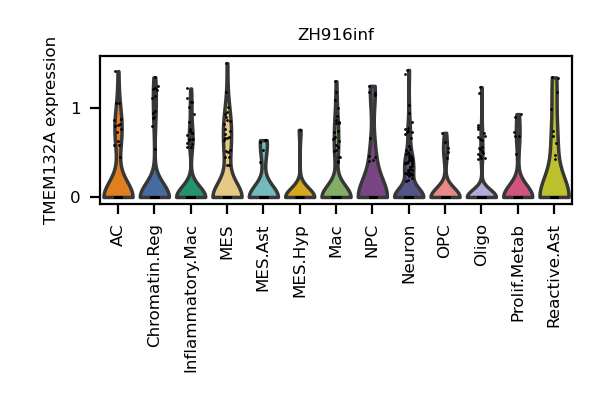 ZH916inf
TMEM132A expression
1
0
AC
Chromatin.Reg
Inflammatory.Mac
MES
MES.Ast
MES.Hyp
Mac
NPC
Neuron
OPC
Oligo
Prolif.Metab
Reactive.Ast